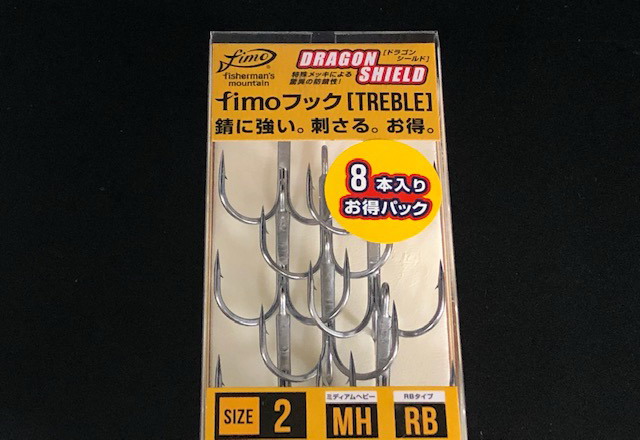 fimo
®
fisherman's
mountain
DRAGON
SHIELD
[ドラゴン
シールド]
特殊メッキによる
驚異の防錆性!
fimoフック[TREBLE]
錆に強い。刺さる。お得。
8本入り
お得パック
SIZE 2
ミディアムヘビー
MH
RBタイプ
RB